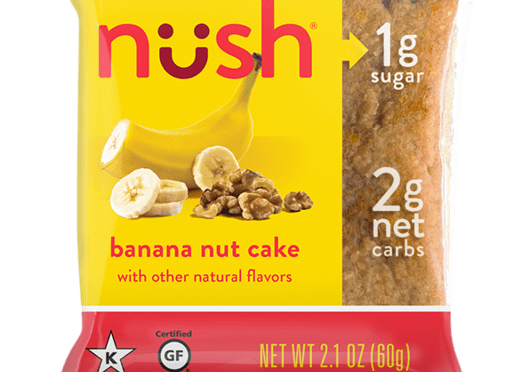 nüsh®
1g
sugar
2g
net
carbs
banana nut cake
with other natural flavors
K
Certified
GF
NET WT 2.1 OZ (60g)